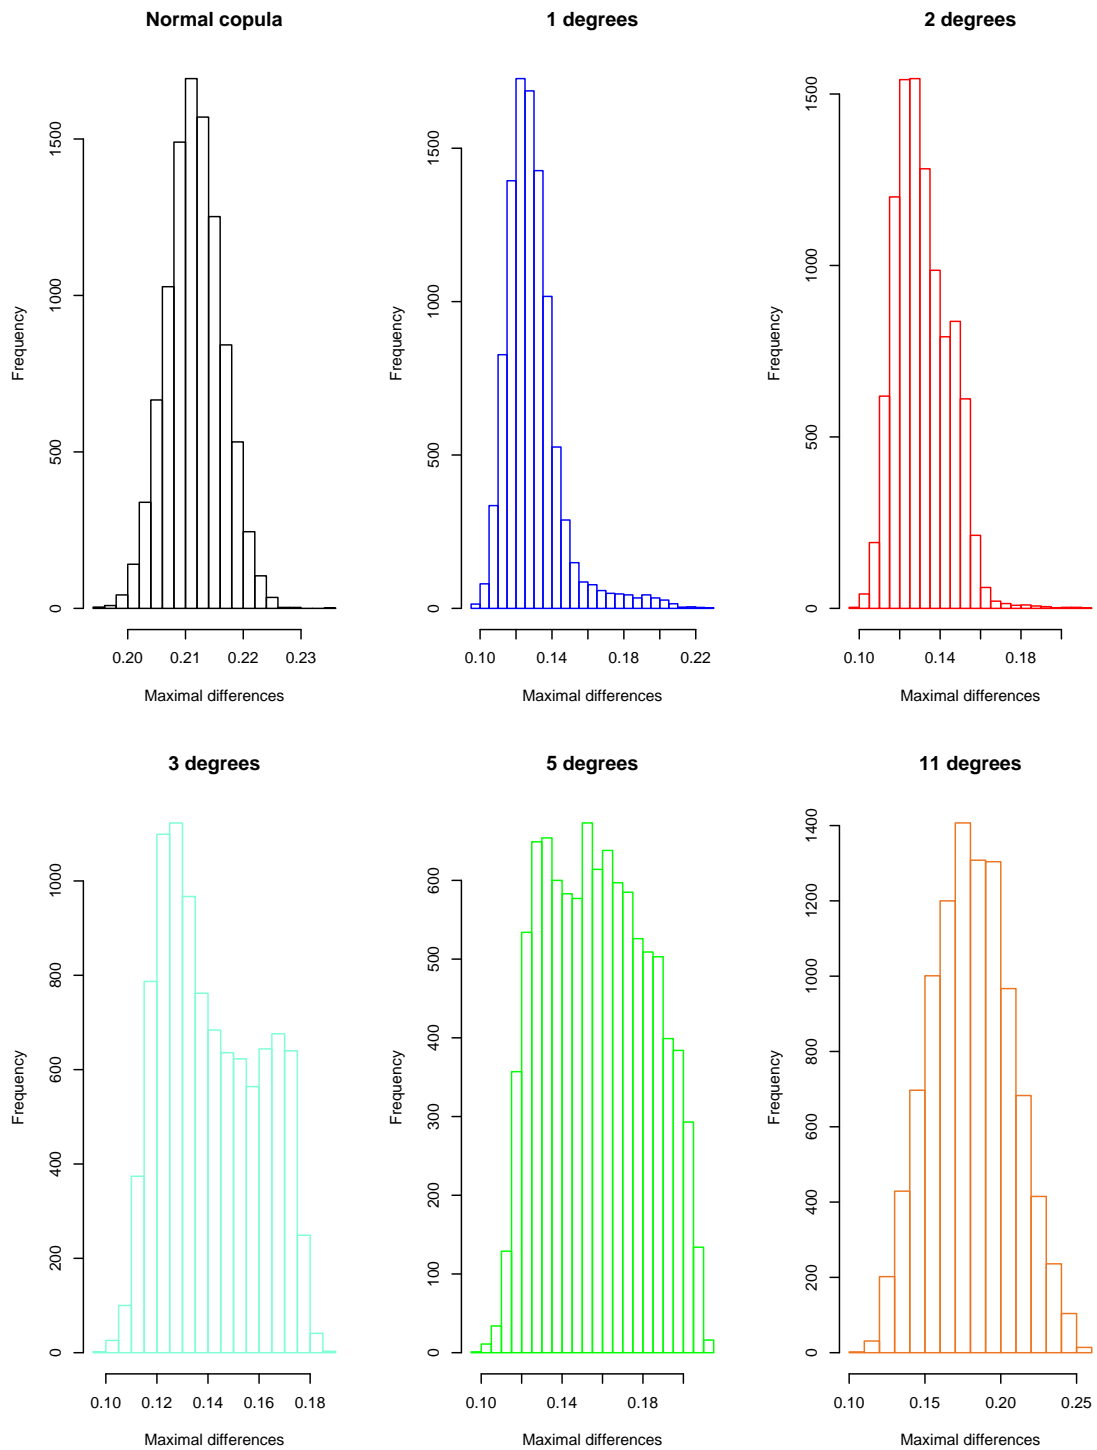 Normal copula
Frequency
0
500
1000
1500
0.20 0.21 0.22 0.23
Maximal differences
1 degrees
Frequency
0
500
1000
1500
0.10 0.14 0.18 0.22
Maximal differences
2 degrees
Frequency
0
500
1000
1500
0.10 0.14 0.18
Maximal differences
3 degrees
Frequency
0
200
400
600
800
1000
0.10 0.12 0.14 0.16 0.18
Maximal differences
5 degrees
Frequency
0
100
200
300
400
500
600
0.10 0.14 0.18
Maximal differences
11 degrees
Frequency
0
200
400
600
800
1000
1200
1400
0.10 0.15 0.20 0.25
Maximal differences